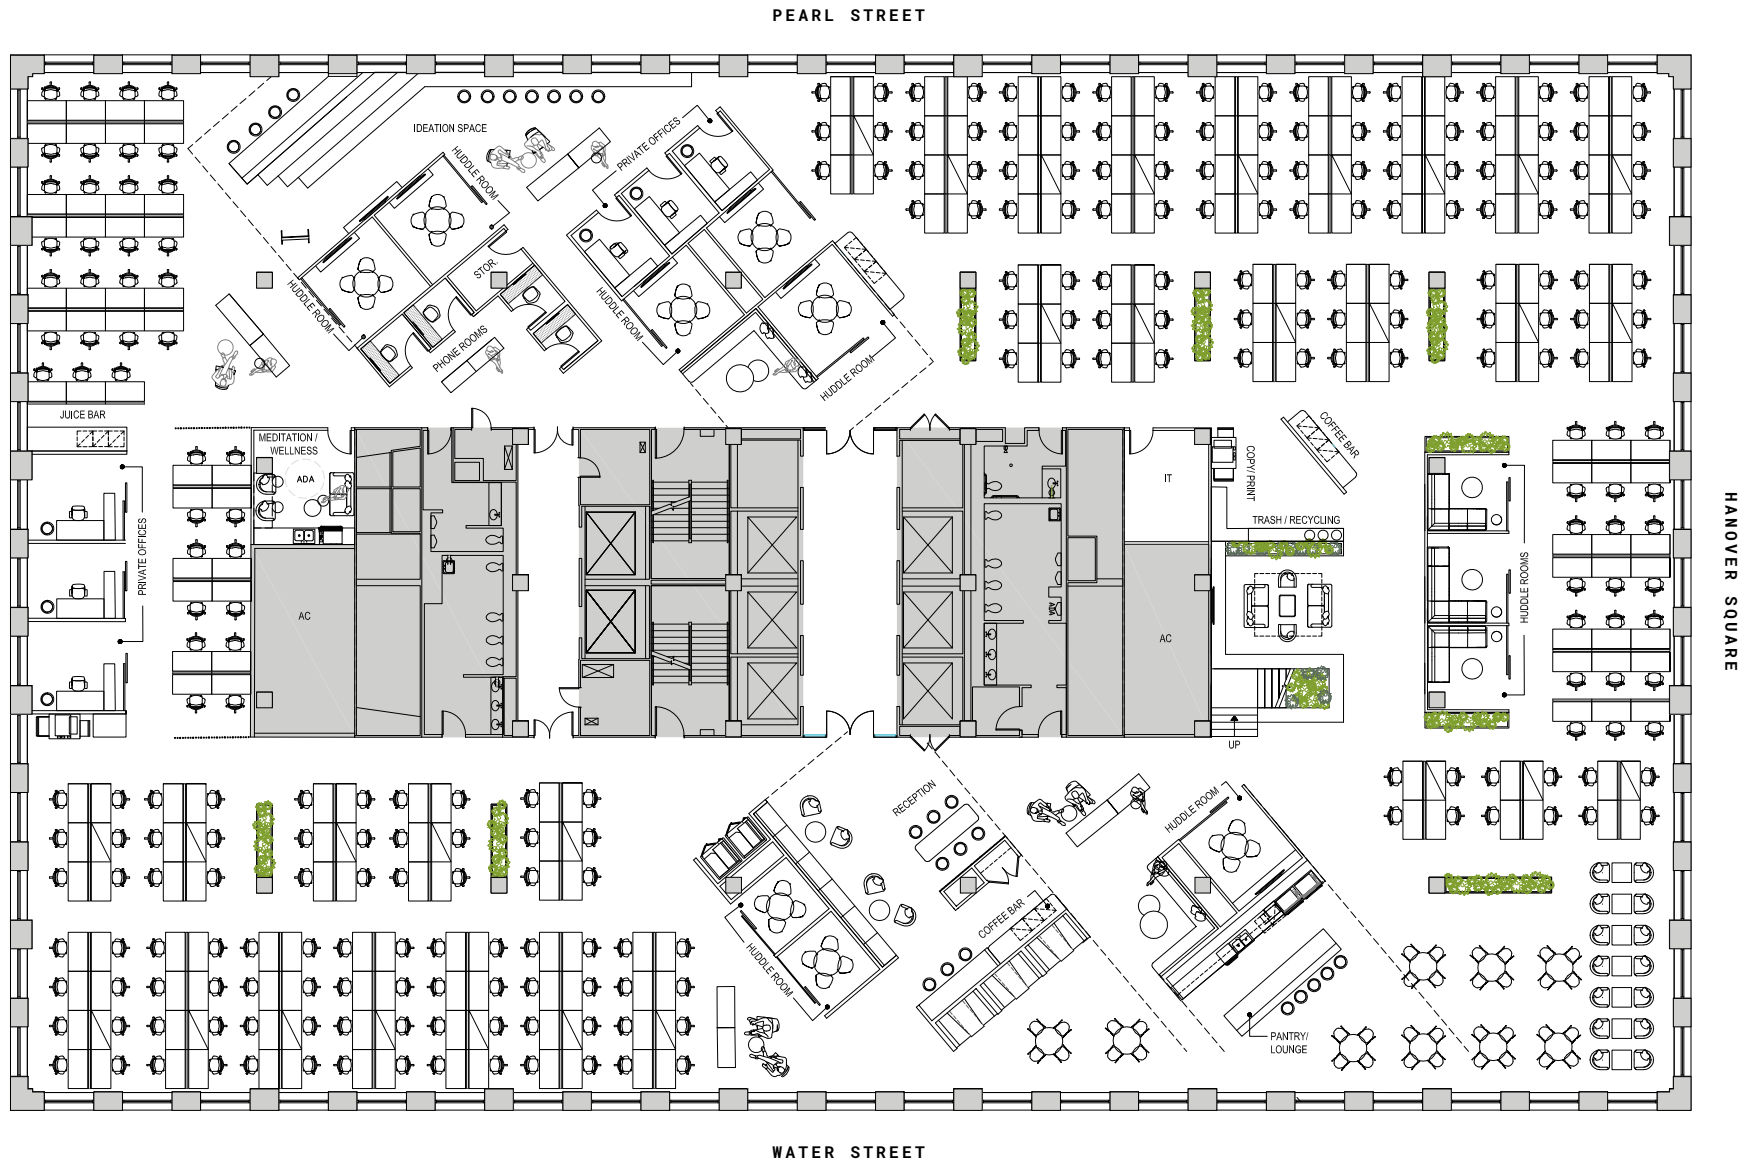 PEARL STREET
IDEATION SPACE
HUDDLE ROOM
PRIVATE OFFICES
STOR.
HUDDLE ROOM
HUDDLE ROOM
PHONE ROOMS
HUDDLE ROOM
JUICE BAR
MEDITATION /
WELLNESS
ADA
PRIVATE OFFICES
AC
ADA
IT
COPY/ PRINT
COFFEE BAR
TRASH / RECYCLING
HUDDLE ROOMS
HANOVER SQUARE
AC
UP
RECEPTION
HUDDLE ROOM
COFFEE BAR
HUDDLE ROOM
PANTRY/
LOUNGE
WATER STREET